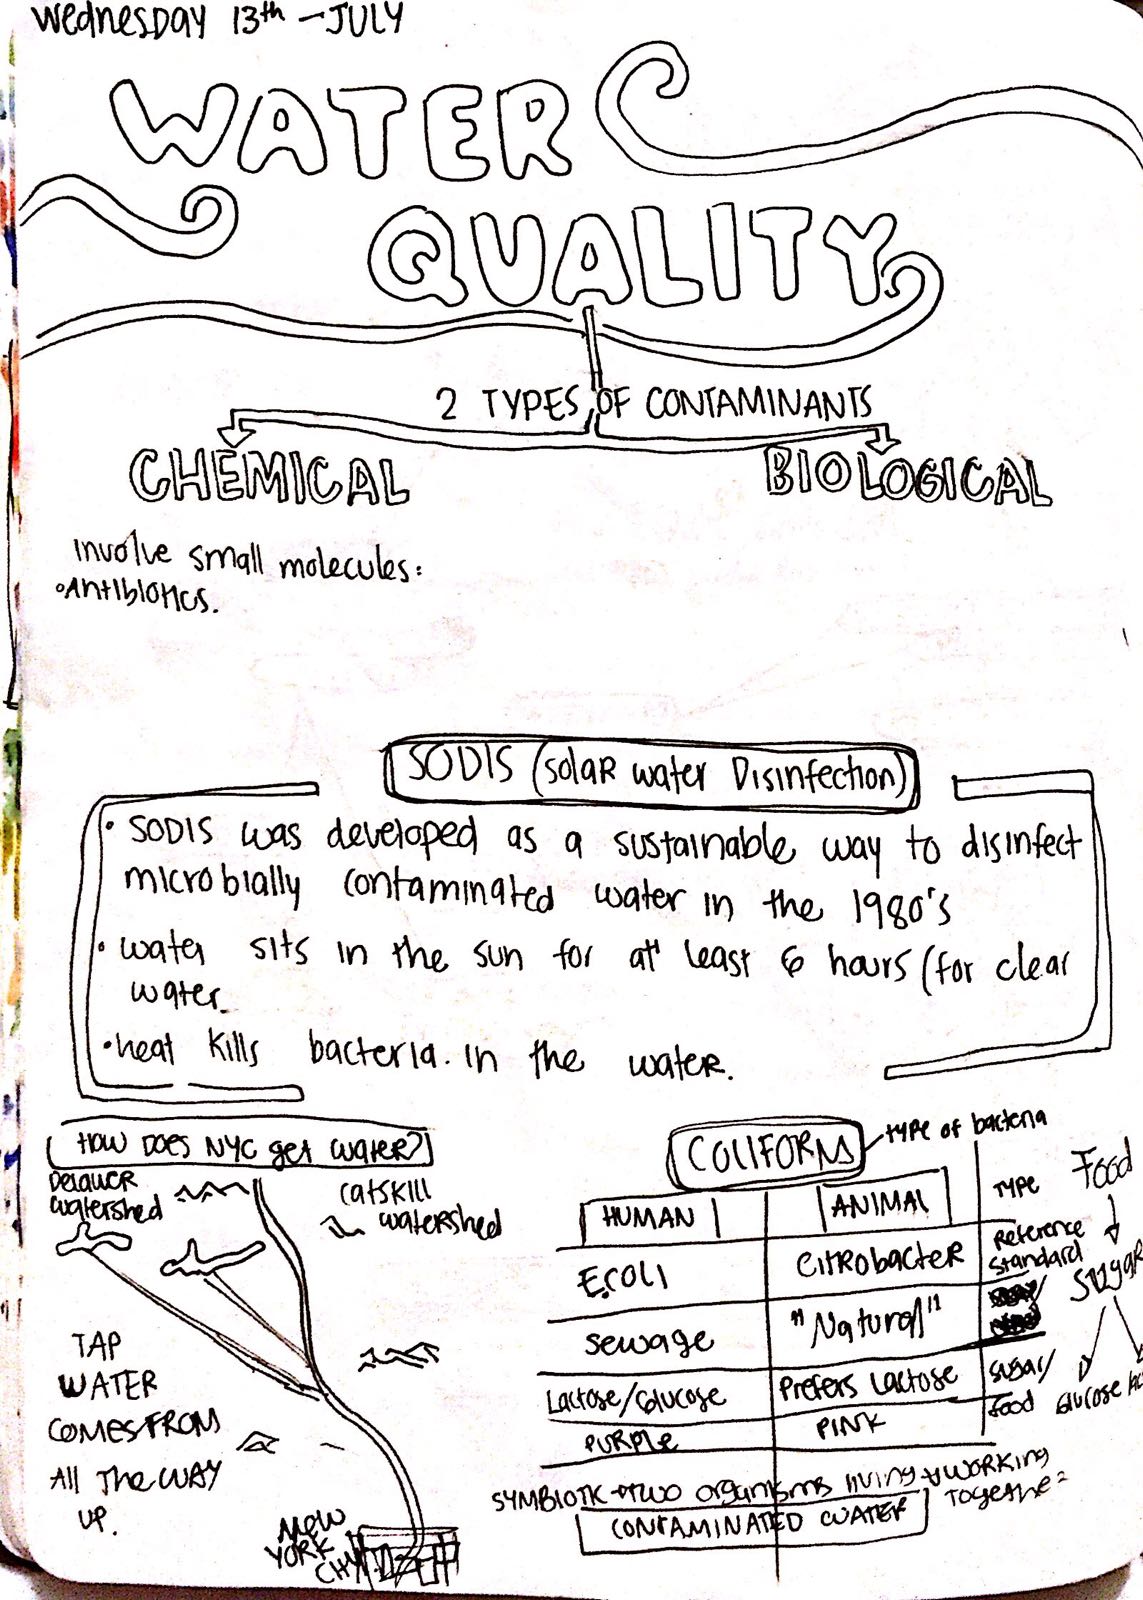 Wednesday 13th - JULY
WATER
QUALITY
2 TYPES OF CONTAMINANTS
CHEMICAL
BIOLOGICAL
Involve small molecules:
•Antibiotics.
SODIS (solar water Disinfection)
• SODIS was developed as a sustainable way to disinfect
microbially contaminated water in the 1980's
• water sits in the sun for at least 6 hours (for clear
water.
• heat kills bacteria. in the water.
How DOES NYC get water?
watershed
catskill
watershed
TAP
WATER
COMES FROM
All The WAY
UP.
NEW
YORK
CITY
COLIFORM
type of bacteria
HUMAN
ANIMAL
TYPE
E.COLI
CitRobacteR
Reference
Standard
sewage
"Natural"
Lactose/Glucose
Prefers Lactose
sugar/
food
PURPLE
PINK
Food
Sugar
Glucose
SYMBIOTIC → two organisms living & working
Together
CONTAMINATED WATER